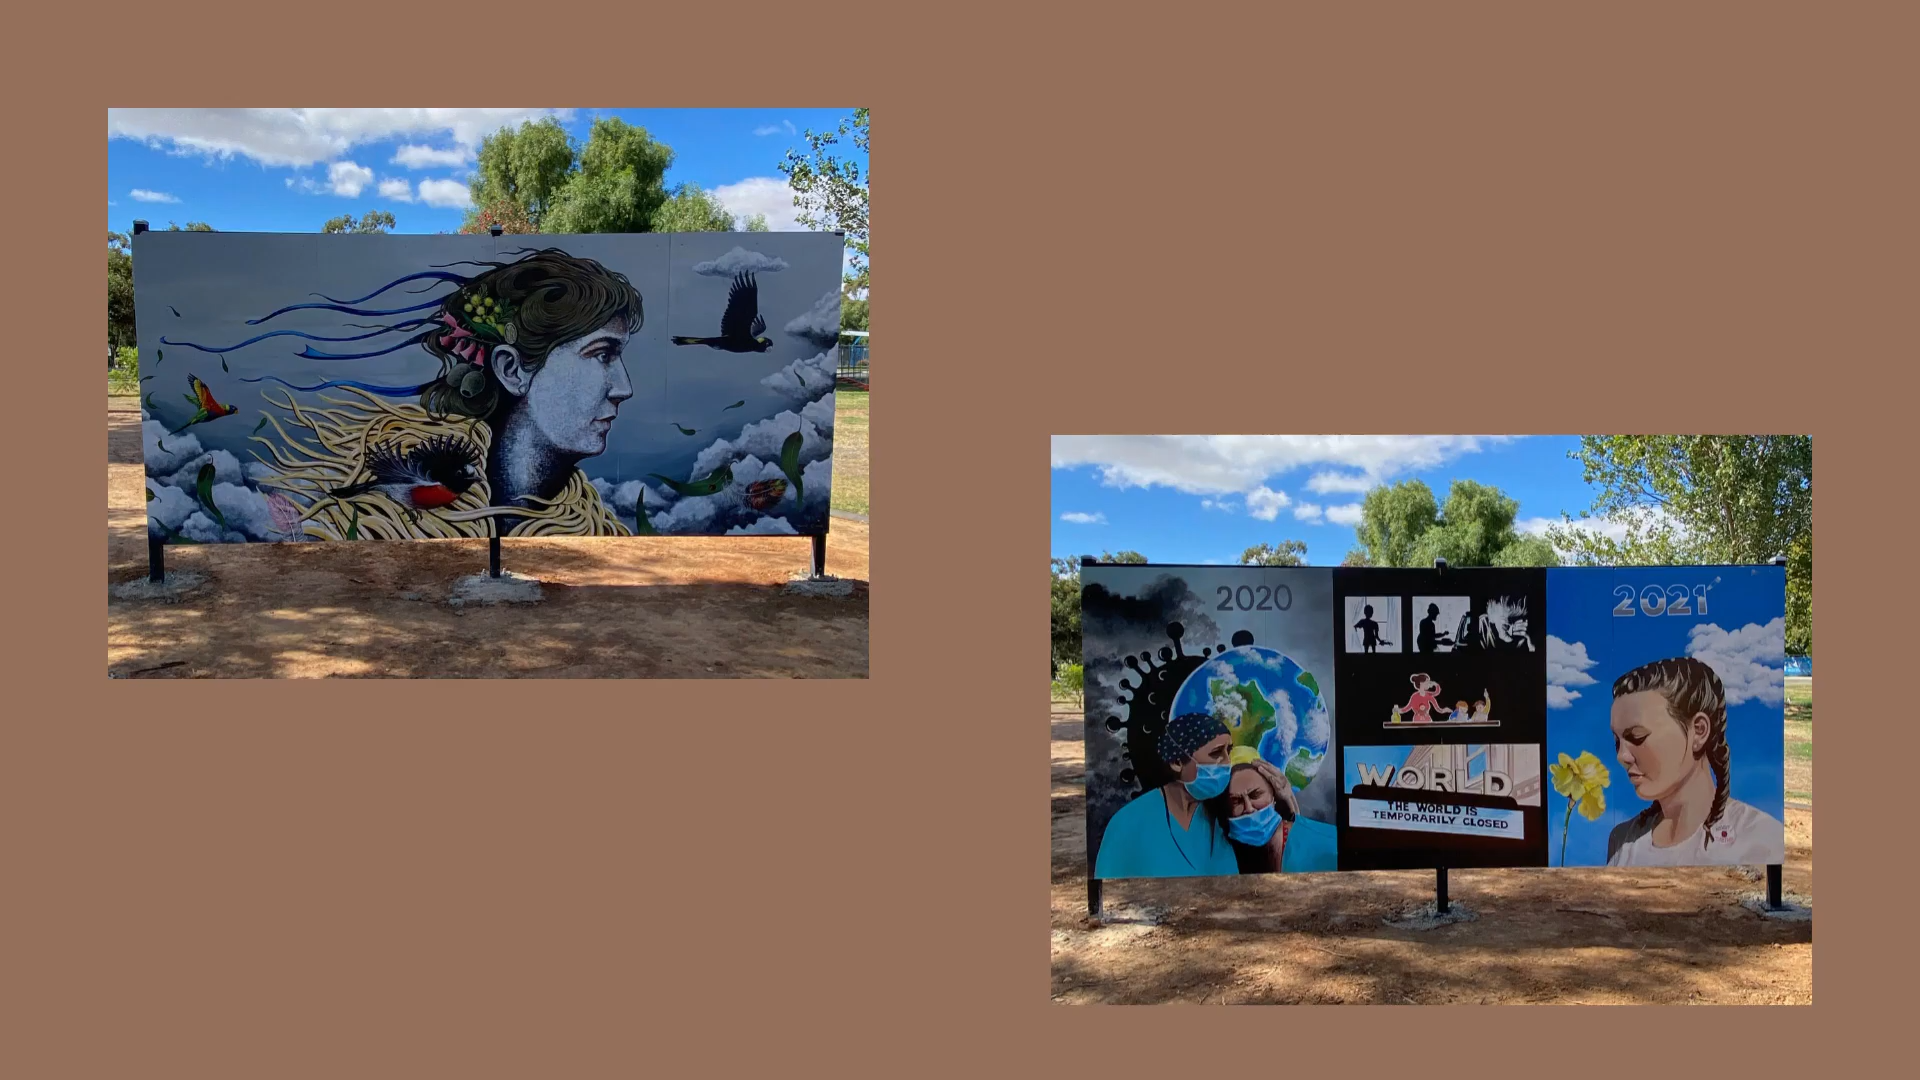 2020
2021
WORLD
THE WORLD IS
TEMPORARILY CLOSED